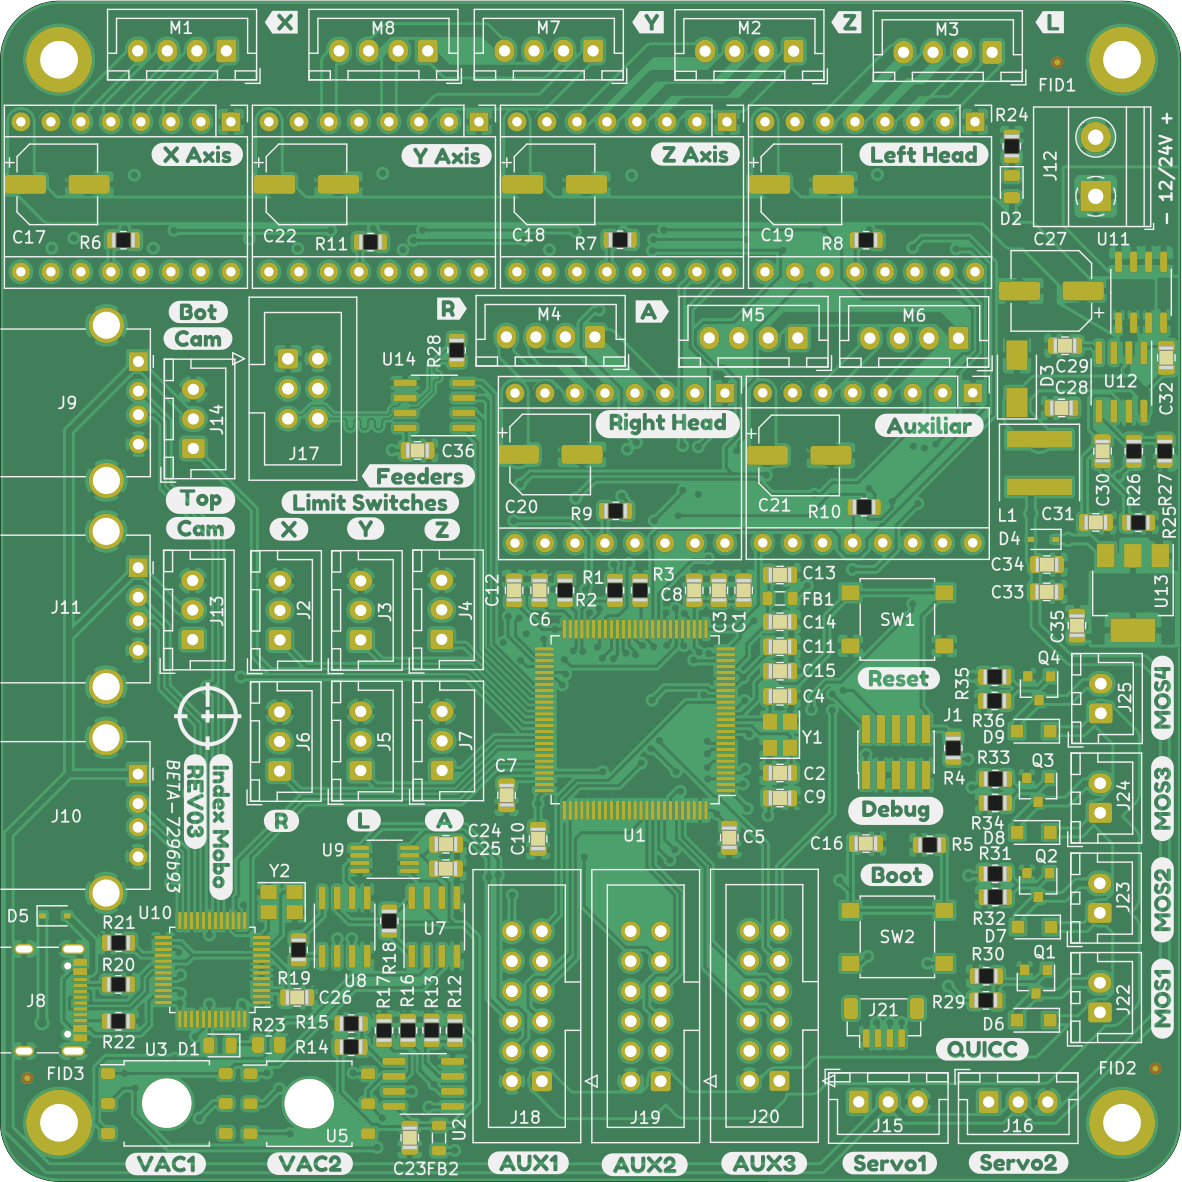 M1
X
M8
M7
Y
M2
Z
M3
L
FID1
R24
− 12/24V +
J12
D2
X Axis
Y Axis
Z Axis
Left Head
C17
R6
C22
R11
C18
R7
C19
R8
C27
U11
Bot
Cam
R
M4
A
M5
M6
R28
U14
J9
J14
J17
C36
Feeders
Right Head
Auxiliar
C29
D3
C28
U12
C32
C20
R9
C21
R10
L1
C31
C30
R26
R27
R25
D4
Top
Cam
Limit Switches
X
Y
Z
C34
C33
C35
U13
J11
J13
J2
J3
J4
C12
C6
R1
R2
R3
C8
C3
C1
C13
FB1
C14
C11
C15
C4
Y1
C2
C9
SW1
Reset
J1
R4
Debug
R35
R36
Q4
D9
J25
MOS4
J6
J5
J7
R
L
A
C7
C10
U1
C5
R33
R34
Q3
D8
J24
MOS3
J10
BETA-7296b93
REV03
Index Mobo
U9
C24
C25
C16
R5
Boot
R31
R32
Q2
D7
J23
MOS2
D5
R21
U10
Y2
R19
R18
U8
U7
SW2
R20
J8
R22
C26
R17
R16
R13
R12
R30
R29
Q1
D6
J22
MOS1
J21
QUICC
U3
D1
R23
R15
R14
FID3
FID2
U5
C23
FB2
U2
J18
J19
J20
J15
J16
VAC1
VAC2
AUX1
AUX2
AUX3
Servo1
Servo2